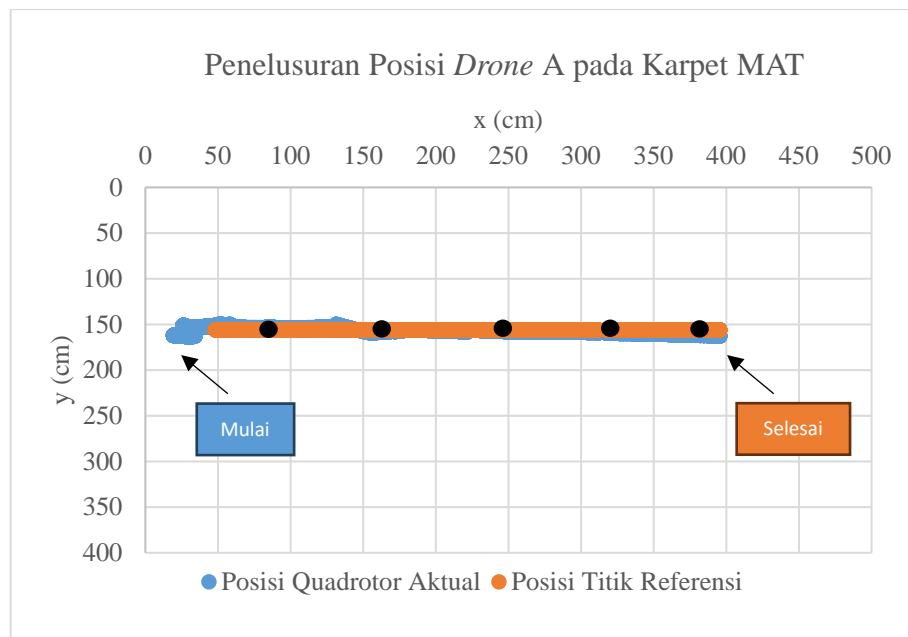 Penelusuran Posisi Drone A pada Karpet MAT
x (cm)
0 50 100 150 200 250 300 350 400 450 500
0
50
100
150
200
250
300
350
400
y (cm)
Mulai
Selesai
Posisi Quadrotor Aktual Posisi Titik Referensi